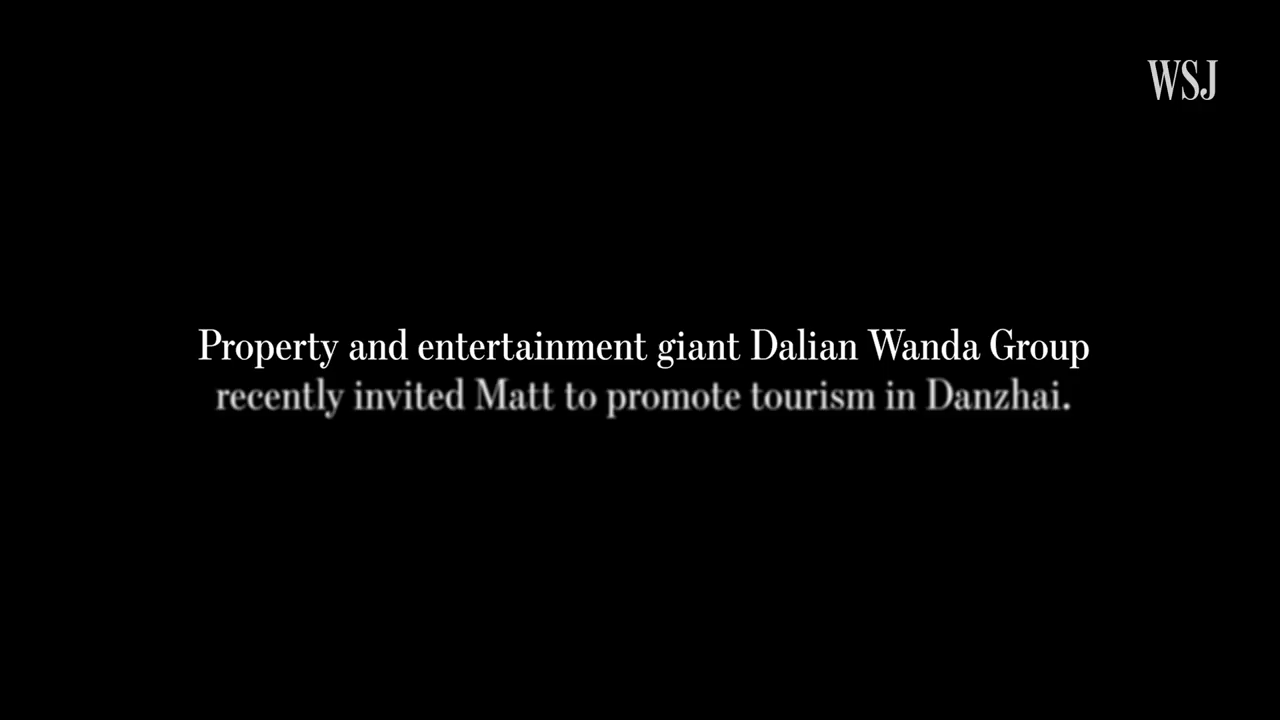 WSJ
Property and entertainment giant Dalian Wanda Group
recently invited Matt to promote tourism in Danzhai.